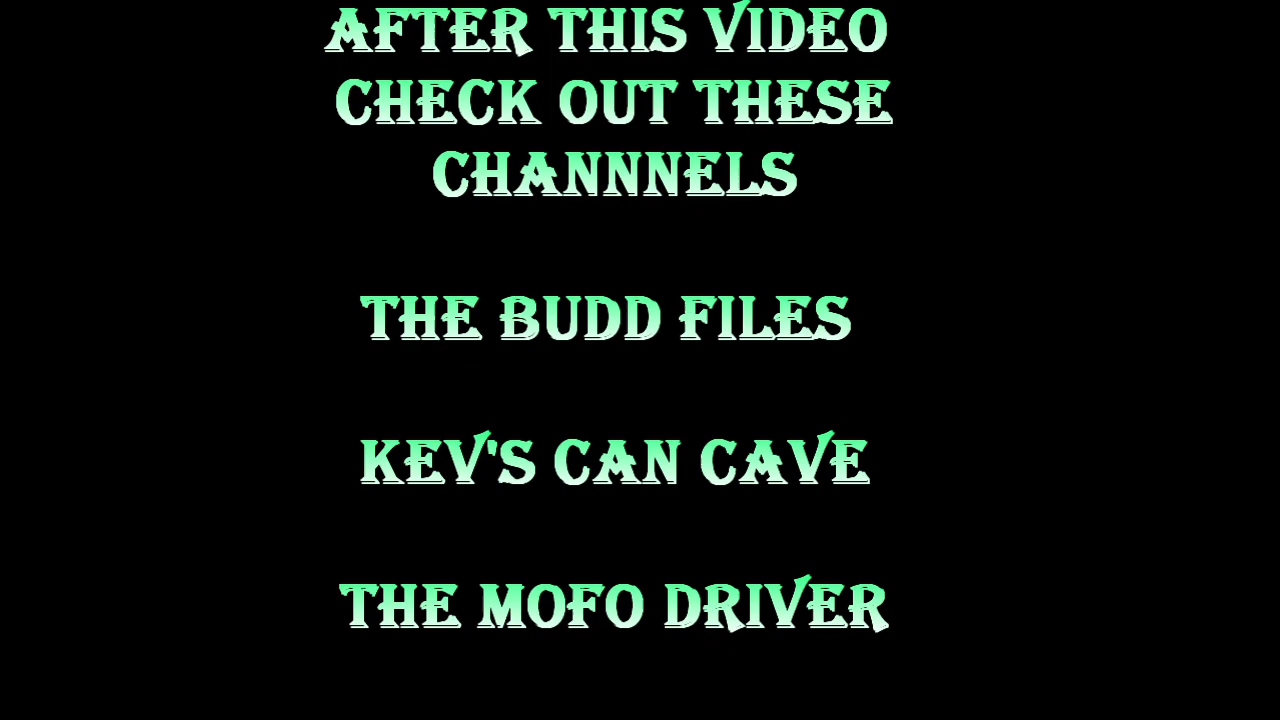 AFTER THIS VIDEO
CHECK OUT THESE
CHANNNELS
THE BUDD FILES
KEV'S CAN CAVE
THE MOFO DRIVER